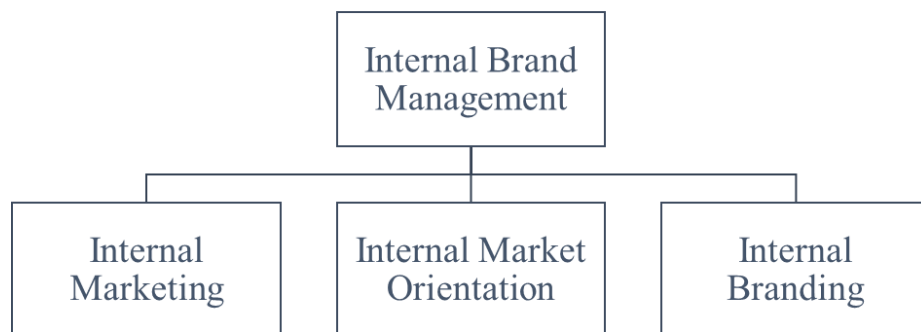 Internal Brand
Management
Internal
Marketing
Internal Market
Orientation
Internal
Branding